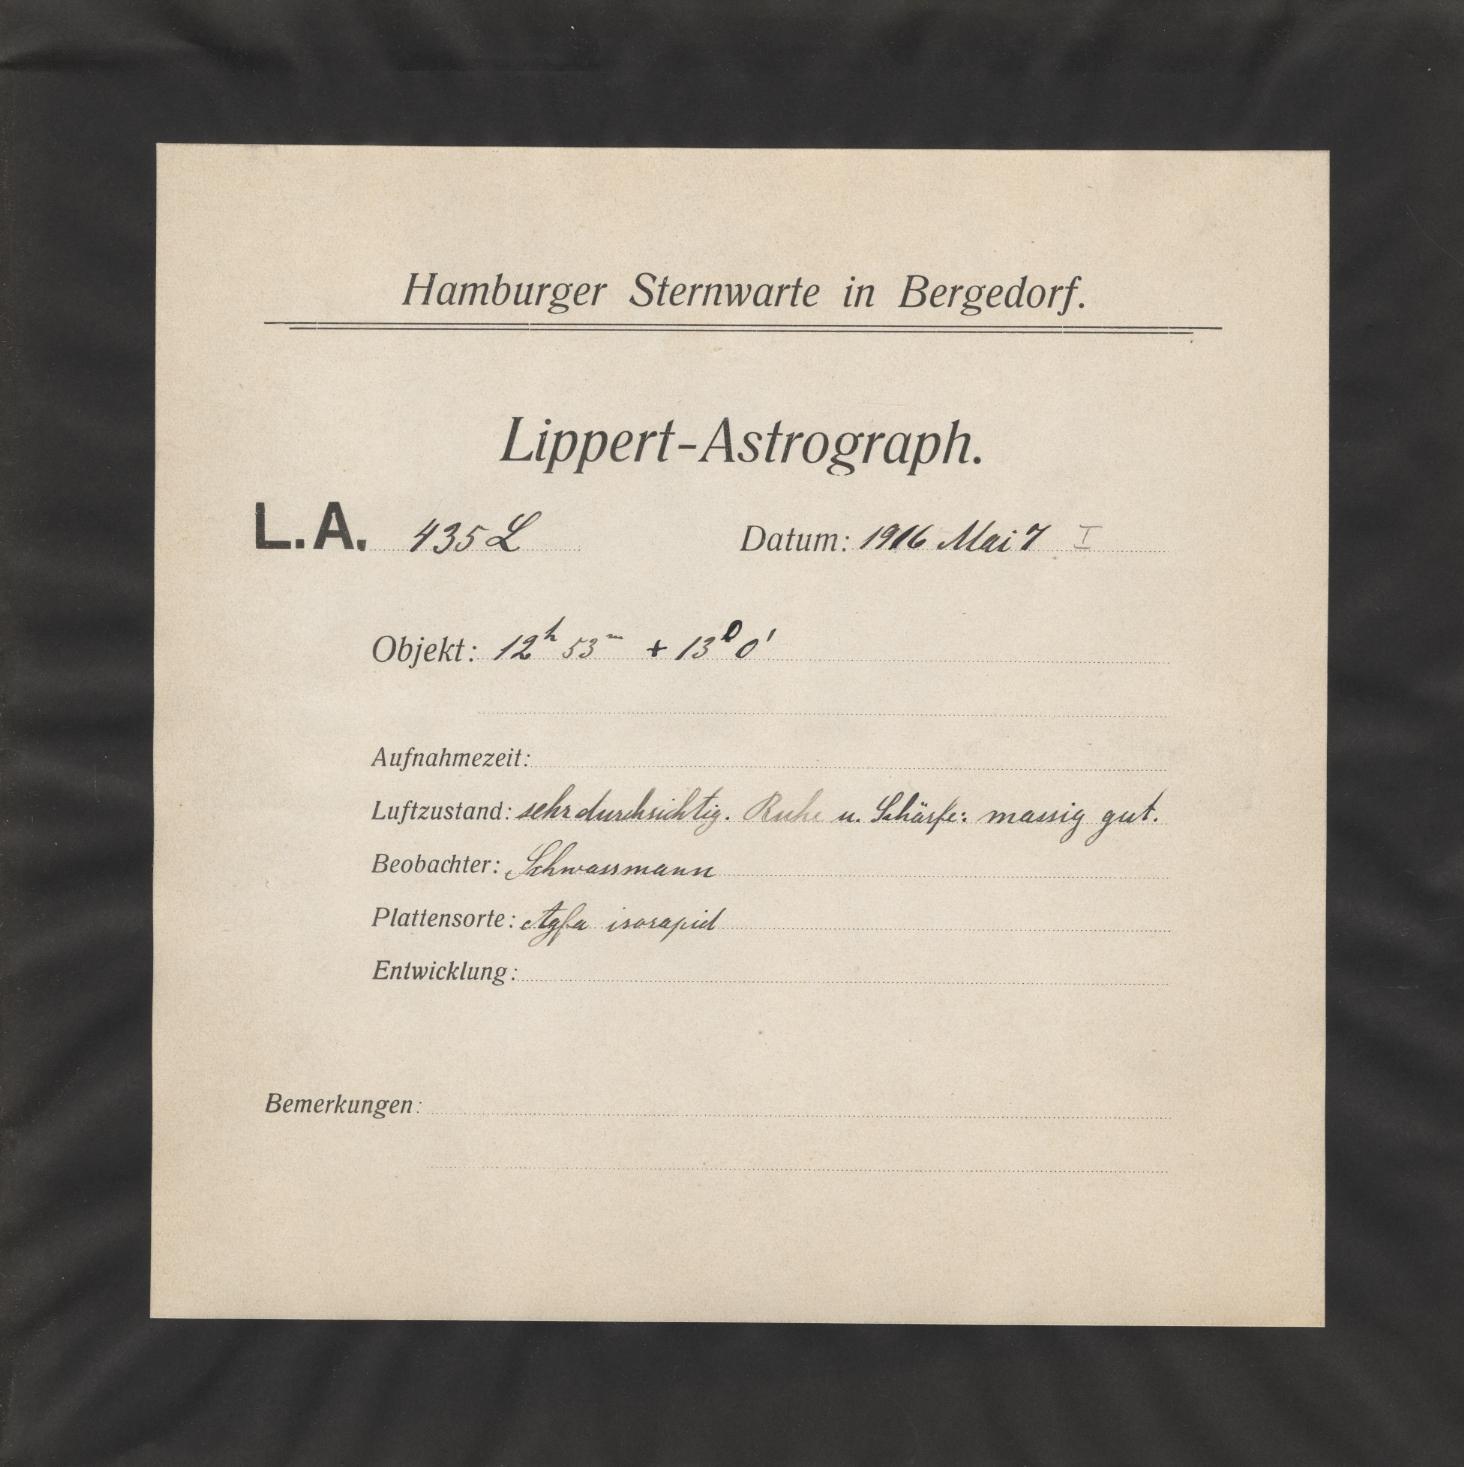 Hamburger Sternwarte in Bergedorf.
Lippert-Astrograph.
L.A. 435 L Datum: 1916 Mai 7 I
Objekt: 12h 53m + 13° 0'
Aufnahmezeit:
Luftzustand: sehr durchsichtig. Ruhe u. Schärfe: massig gut.
Beobachter: Schwassmann
Plattensorte: Agfa isorapid
Entwicklung:
Bemerkungen: